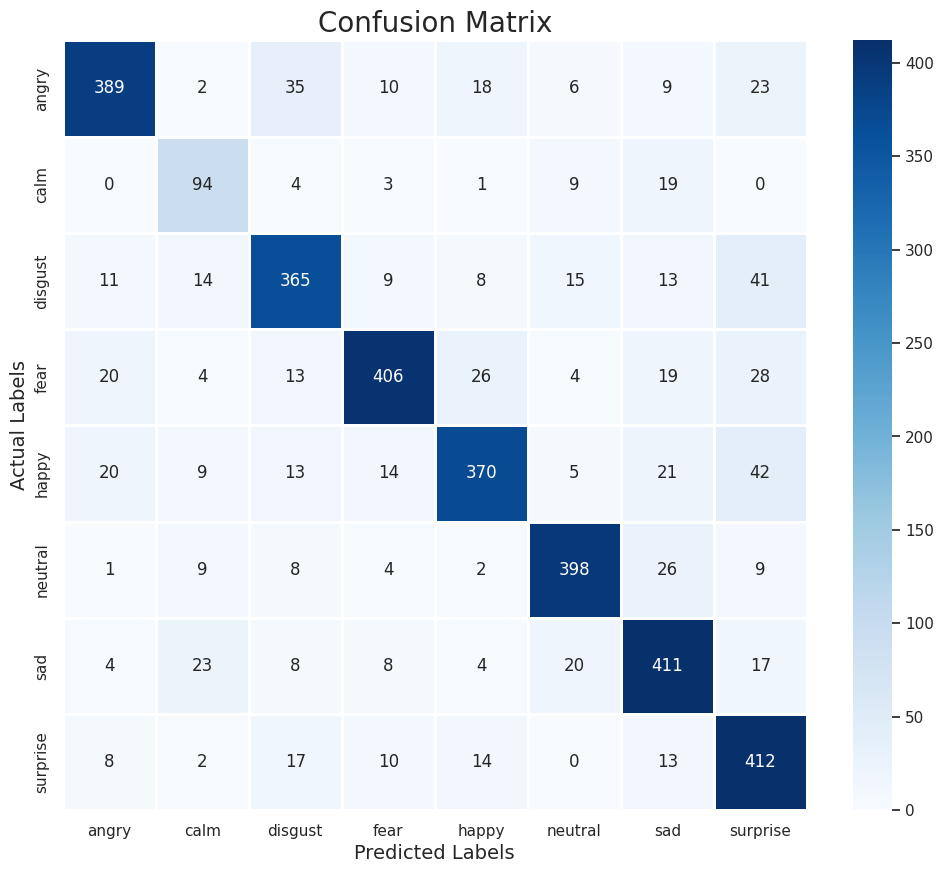 Confusion Matrix
angry 389 2 35 10 18 6 9 23
calm 0 94 4 3 1 9 19 0
disgust 11 14 365 9 8 15 13 41
fear 20 4 13 406 26 4 19 28
happy 20 9 13 14 370 5 21 42
neutral 1 9 8 4 2 398 26 9
sad 4 23 8 8 4 20 411 17
surprise 8 2 17 10 14 0 13 412
Actual Labels
angry calm disgust fear happy neutral sad surprise
Predicted Labels
400
350
300
250
200
150
100
50
0